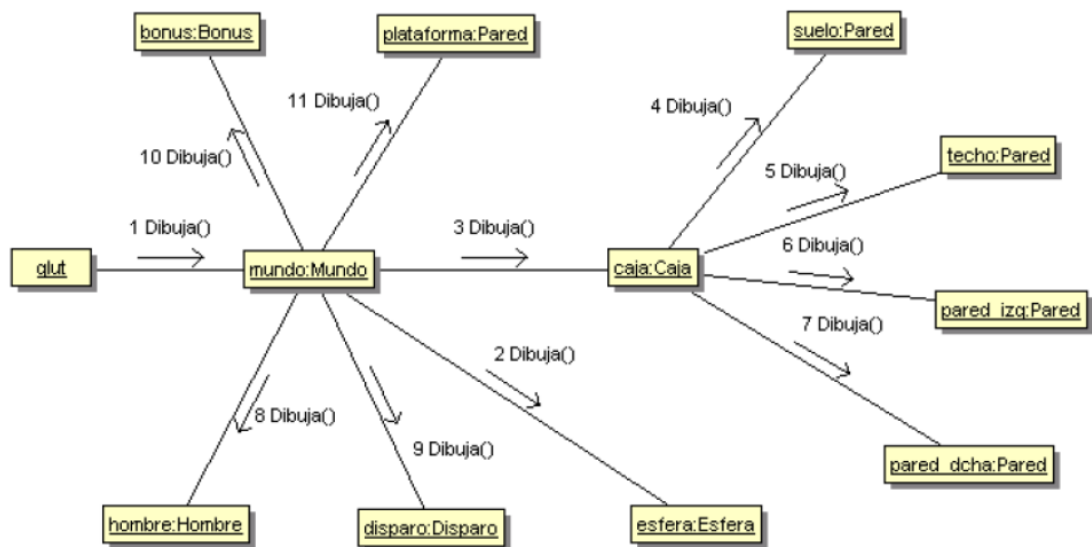 bonus:Bonus
plataforma:Pared
suelo:Pared
11 Dibuja()
4 Dibuja()
10 Dibuja()
techo:Pared
5 Dibuja()
1 Dibuja()
3 Dibuja()
6 Dibuja()
glut
mundo:Mundo
caja:Caja
pared_izq:Pared
7 Dibuja()
2 Dibuja()
8 Dibuja()
9 Dibuja()
pared_dcha:Pared
hombre:Hombre
disparo:Disparo
esfera:Esfera